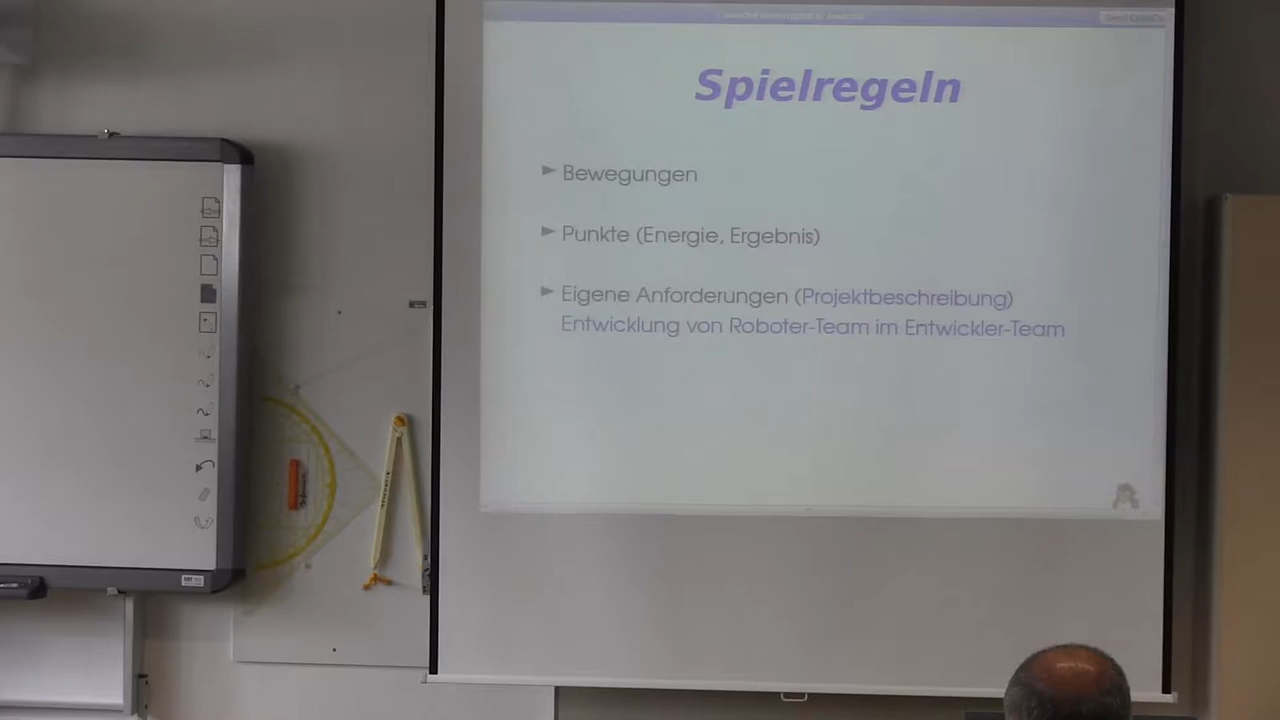 Spielregeln
Bewegungen
Punkte (Energie, Ergebnis)
Eigene Anforderungen (Projektbeschreibung)
Entwicklung von Roboter-Team im Entwickler-Team